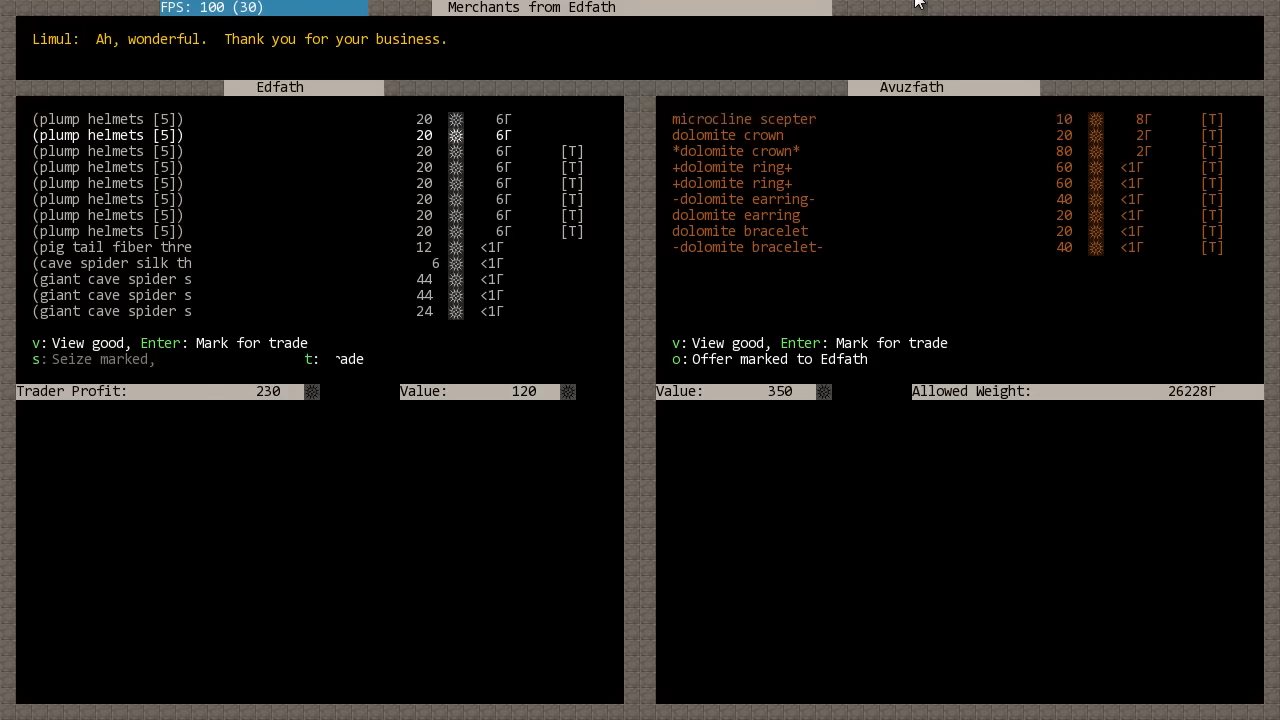 FPS: 100 (30) Merchants from Edfath
Limul: Ah, wonderful. Thank you for your business.
Edfath
(plump helmets [5]) 20☼ 6Γ
(plump helmets [5]) 20☼ 6Γ
(plump helmets [5]) 20☼ 6Γ [T]
(plump helmets [5]) 20☼ 6Γ [T]
(plump helmets [5]) 20☼ 6Γ [T]
(plump helmets [5]) 20☼ 6Γ [T]
(plump helmets [5]) 20☼ 6Γ [T]
(plump helmets [5]) 20☼ 6Γ [T]
(pig tail fiber thre 12☼ <1Γ
(cave spider silk th 6☼ <1Γ
(giant cave spider s 44☼ <1Γ
(giant cave spider s 44☼ <1Γ
(giant cave spider s 24☼ <1Γ
v: View good, Enter: Mark for trade
s: Seize marked, t: rade
Trader Profit: 230☼ Value: 120☼
Avuzfath
microcline scepter 10☼ 8Γ [T]
dolomite crown 20☼ 2Γ [T]
*dolomite crown* 80☼ 2Γ [T]
+dolomite ring+ 60☼ <1Γ [T]
+dolomite ring+ 60☼ <1Γ [T]
-dolomite earring- 40☼ <1Γ [T]
dolomite earring 20☼ <1Γ [T]
dolomite bracelet 20☼ <1Γ [T]
-dolomite bracelet- 40☼ <1Γ [T]
v: View good, Enter: Mark for trade
o: Offer marked to Edfath
Value: 350☼ Allowed Weight: 26228Γ